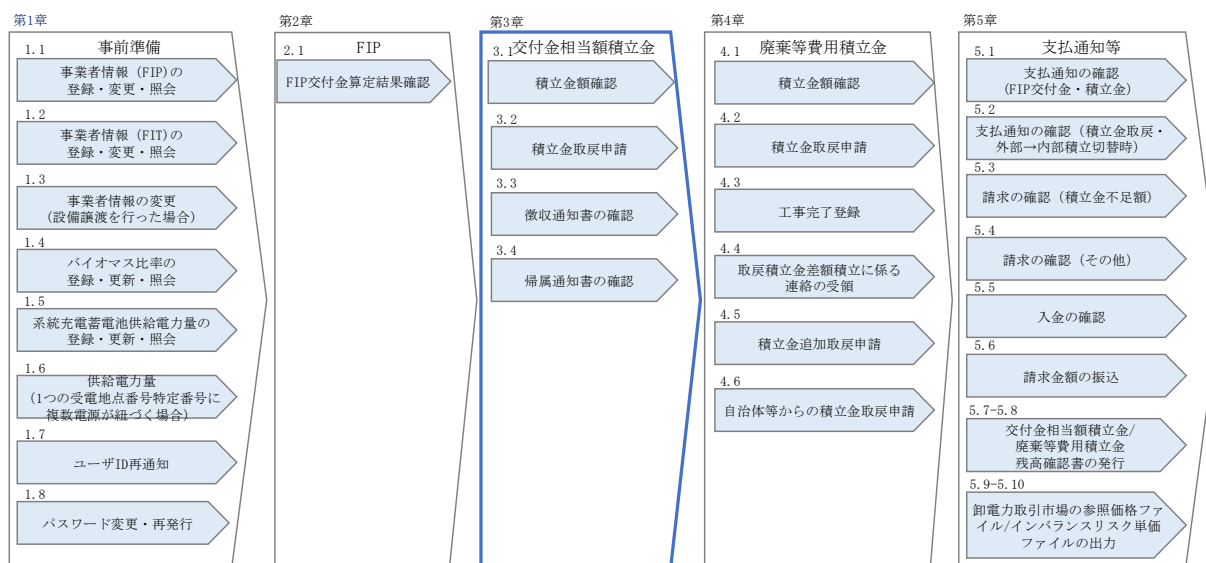 第1章
事前準備
1.1
事業者情報（FIP)の
登録・変更・照会
1.2
事業者情報（FIT)の
登録・変更・照会
1.3
事業者情報の変更
(設備譲渡を行った場合)
1.4
バイオマス比率の
登録・更新・照会
1.5
系統充電蓄電池供給電力量の
登録・更新・照会
1.6
供給電力量
（1つの受電地点番号特定番号に
複数電源が紐づく場合）
1.7
ユーザID再通知
1.8
パスワード変更・再発行
第2章
FIP
2.1
FIP交付金算定結果確認
第3章
交付金相当額積立金
3.1
積立金額確認
3.2
積立金取戻申請
3.3
徴収通知書の確認
3.4
帰属通知書の確認
第4章
廃棄等費用積立金
4.1
積立金額確認
4.2
積立金取戻申請
4.3
工事完了登録
4.4
取戻積立金差額積立に係る
連絡の受領
4.5
積立金追加取戻申請
4.6
自治体等からの積立金取戻申請
第5章
支払通知等
5.1
支払通知の確認
(FIP交付金・積立金)
5.2
支払通知の確認（積立金取戻・
外部→内部積立切替時）
5.3
請求の確認（積立金不足額）
5.4
請求の確認（その他）
5.5
入金の確認
5.6
請求金額の振込
5.7-5.8
交付金相当額積立金/
廃棄等費用積立金
残高確認書の発行
5.9-5.10
卸電力取引市場の参照価格ファ
イル/インバランスリスク単価
ファイルの出力